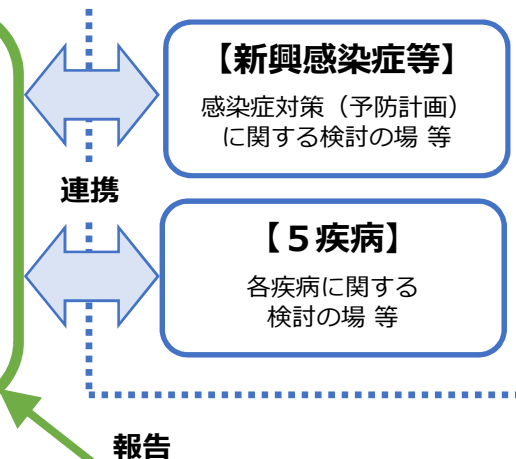 【新興感染症等】
感染症対策（予防計画）
に関する検討の場 等
連携
【５疾病】
各疾病に関する
検討の場 等
報告